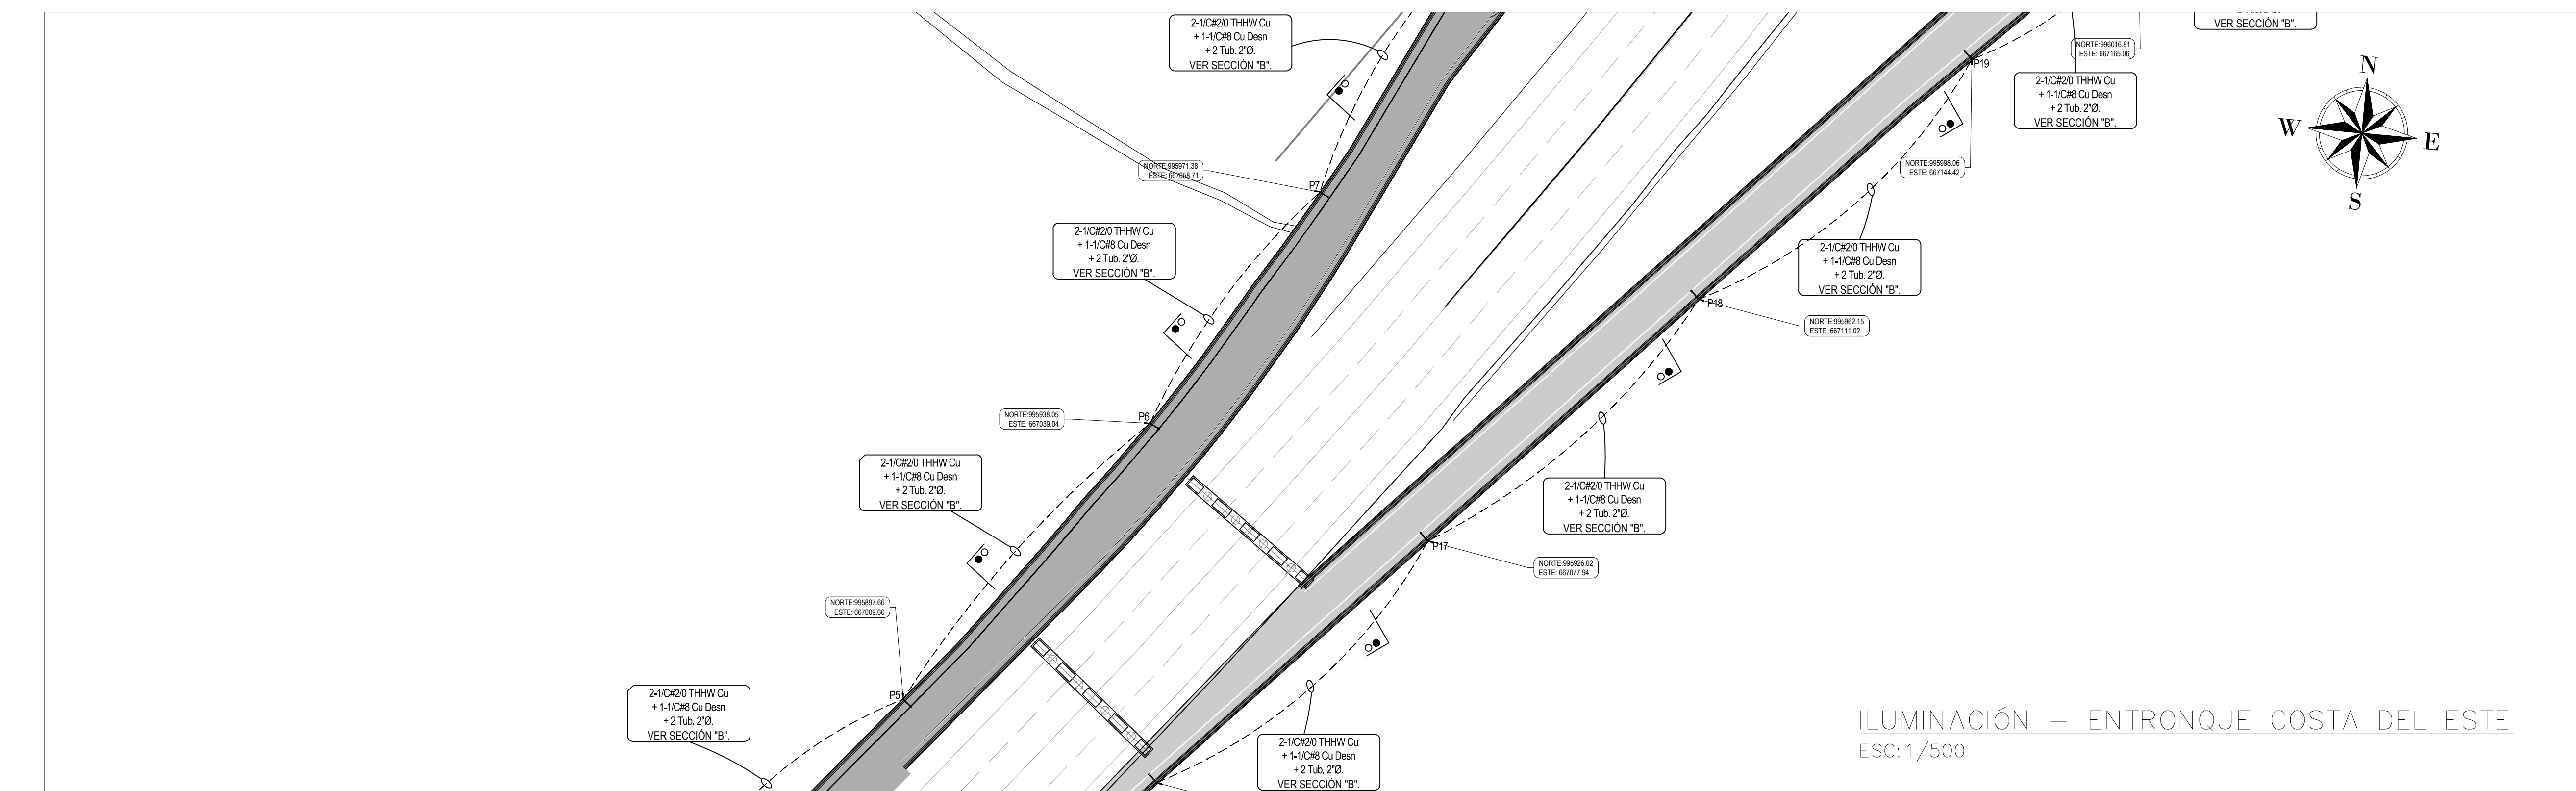 2-1/C#2/0 THHW Cu
+ 1-1/C#8 Cu Desn
+ 2 Tub. 2"Ø.
VER SECCIÓN "B".
VER SECCIÓN "B".
NORTE:996016.81
ESTE: 667165.06
P19
2-1/C#2/0 THHW Cu
+ 1-1/C#8 Cu Desn
+ 2 Tub. 2"Ø.
VER SECCIÓN "B".
N
W
E
S
NORTE:995971.38
ESTE: 667058.71
P7
NORTE:995998.06
ESTE: 667144.42
2-1/C#2/0 THHW Cu
+ 1-1/C#8 Cu Desn
+ 2 Tub. 2"Ø.
VER SECCIÓN "B".
2-1/C#2/0 THHW Cu
+ 1-1/C#8 Cu Desn
+ 2 Tub. 2"Ø.
VER SECCIÓN "B".
P18
NORTE:995962.15
ESTE: 667111.02
NORTE:995938.05
ESTE: 667039.04
P6
2-1/C#2/0 THHW Cu
+ 1-1/C#8 Cu Desn
+ 2 Tub. 2"Ø.
VER SECCIÓN "B".
2-1/C#2/0 THHW Cu
+ 1-1/C#8 Cu Desn
+ 2 Tub. 2"Ø.
VER SECCIÓN "B".
P17
NORTE:995926.02
ESTE: 667077.94
NORTE:995897.66
ESTE: 667009.66
P5
2-1/C#2/0 THHW Cu
+ 1-1/C#8 Cu Desn
+ 2 Tub. 2"Ø.
VER SECCIÓN "B".
2-1/C#2/0 THHW Cu
+ 1-1/C#8 Cu Desn
+ 2 Tub. 2"Ø.
VER SECCIÓN "B".
ILUMINACIÓN – ENTRONQUE COSTA DEL ESTE
ESC:1/500